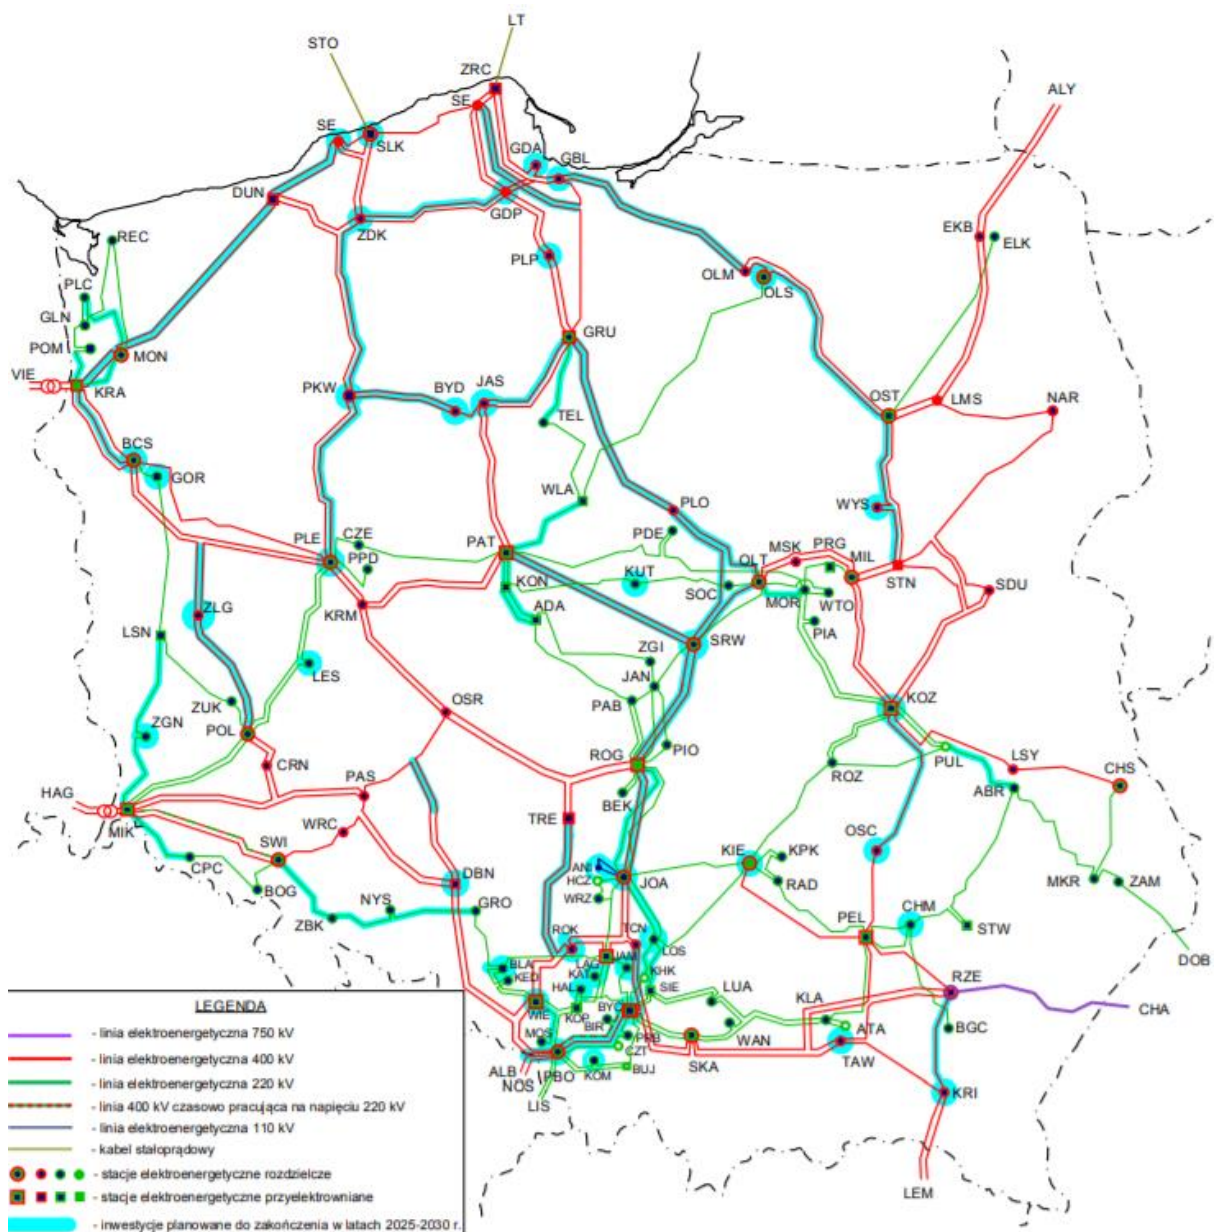 LT
STO
ZRC
SE
ALY
SE
SLK
GDA
GBL
DUN
GDP
ZDK
REC
EKB
ELK
PLP
OLM
OLS
PLC
GLN
POM
MON
GRU
VIE
KRA
PKW
BYD
JAS
TEL
OST
LMS
NAR
BCS
GOR
WLA
PLO
WYS
PLE
CZE
PPD
PAT
PDE
OLT
MSK
PRG
MIL
STN
KON
KUT
SOC
MOR
WTO
SDU
ZLG
KRM
ADA
PIA
LSN
SRW
ZGI
LES
JAN
ZUK
OSR
PAB
KOZ
ZGN
POL
ROG
PIO
PUL
CRN
ROZ
LSY
CHS
HAG
PAS
BEK
ABR
MIK
WRC
TRE
SWI
OSC
KIE
KPK
ANI
HCZ
JOA
CPC
BOG
DBN
WRZ
RAD
MKR
ZAM
NYS
GRO
CHM
ZBK
PEL
STW
ROK
TCN
LOS
DOB
BLA
LAG
JAM
KED
KAT
KHK
HAL
SIE
LUA
RZE
KLA
WIE
KOP
BYC
CHA
MOS
BIR
PRB
WAN
ATA
BGC
CZT
ALB
NOS
PBO
KOM
BUJ
SKA
TAW
LIS
KRI
LEM
LEGENDA
- linia elektroenergetyczna 750 kV
- linia elektroenergetyczna 400 kV
- linia elektroenergetyczna 220 kV
- linia 400 kV czasowo pracująca na napięciu 220 kV
- linia elektroenergetyczna 110 kV
- kabel stałoprądowy
- stacje elektroenergetyczne rozdzielcze
- stacje elektroenergetyczne przyelektrowniane
- inwestycje planowane do zakończenia w latach 2025-2030 r.